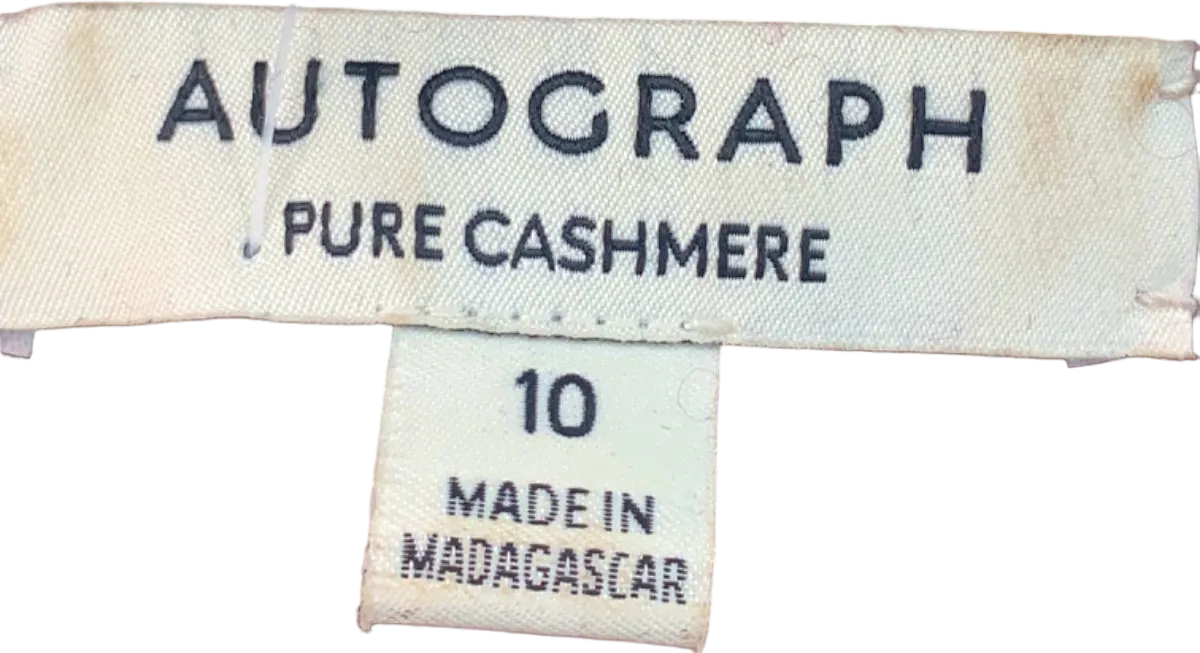 AUTOGRAPH
PURE CASHMERE
10
MADE IN
MADAGASCAR